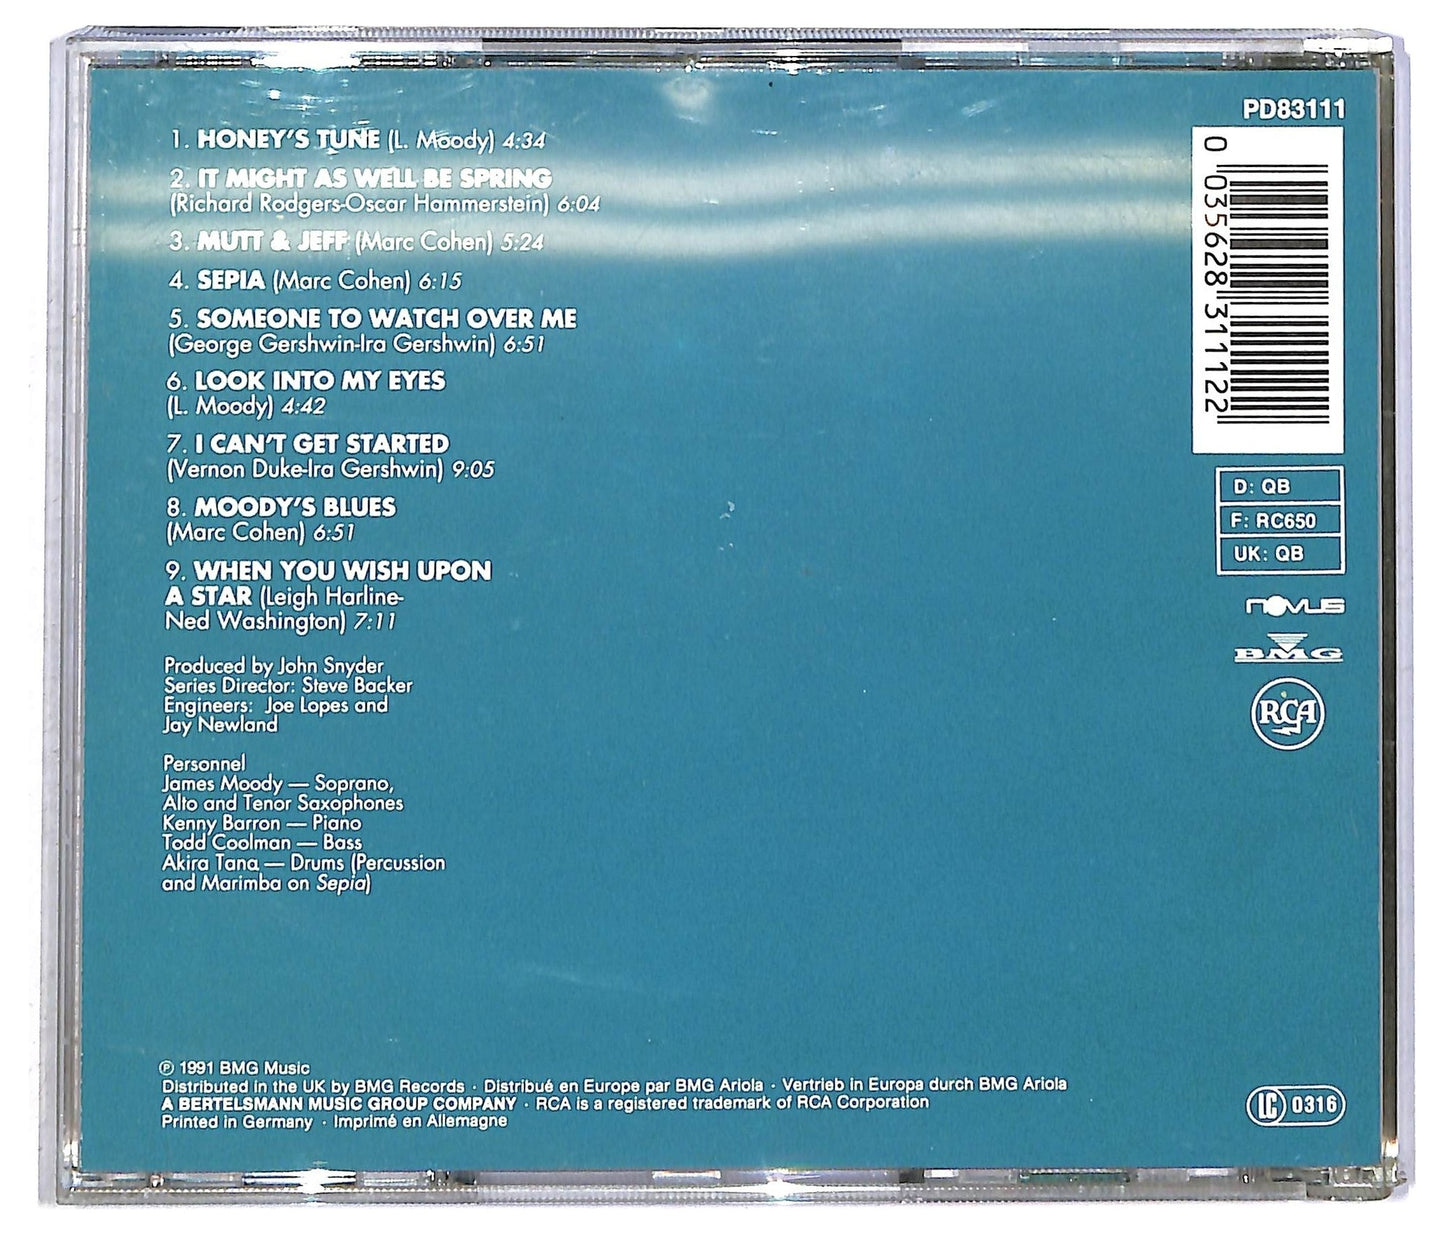 1. HONEY'S TUNE (L. Moody) 4:34
2. IT MIGHT AS WELL BE SPRING
(Richard Rodgers-Oscar Hammerstein) 6:04
3. MUTT & JEFF (Marc Cohen) 5:24
4. SEPIA (Marc Cohen) 6:15
5. SOMEONE TO WATCH OVER ME
(George Gershwin-Ira Gershwin) 6:51
6. LOOK INTO MY EYES
(L. Moody) 4:42
7. I CAN'T GET STARTED
(Vernon Duke-Ira Gershwin) 9:05
8. MOODY'S BLUES
(Marc Cohen) 6:51
9. WHEN YOU WISH UPON
A STAR (Leigh Harline-
Ned Washington) 7:11
Produced by John Snyder
Series Director: Steve Backer
Engineers: Joe Lopes and
Jay Newland
Personnel
James Moody — Soprano,
Alto and Tenor Saxophones
Kenny Barron — Piano
Todd Coolman — Bass
Akira Tana — Drums (Percussion
and Marimba on Sepia)
PD83111
0 035628 311122
D: QB
F: RC650
UK: QB
NOVUS
BMG
RCA
℗ 1991 BMG Music
Distributed in the UK by BMG Records · Distribué en Europe par BMG Ariola · Vertrieb in Europa durch BMG Ariola
A BERTELSMANN MUSIC GROUP COMPANY · RCA is a registered trademark of RCA Corporation
Printed in Germany · Imprimé en Allemagne
LC 0316